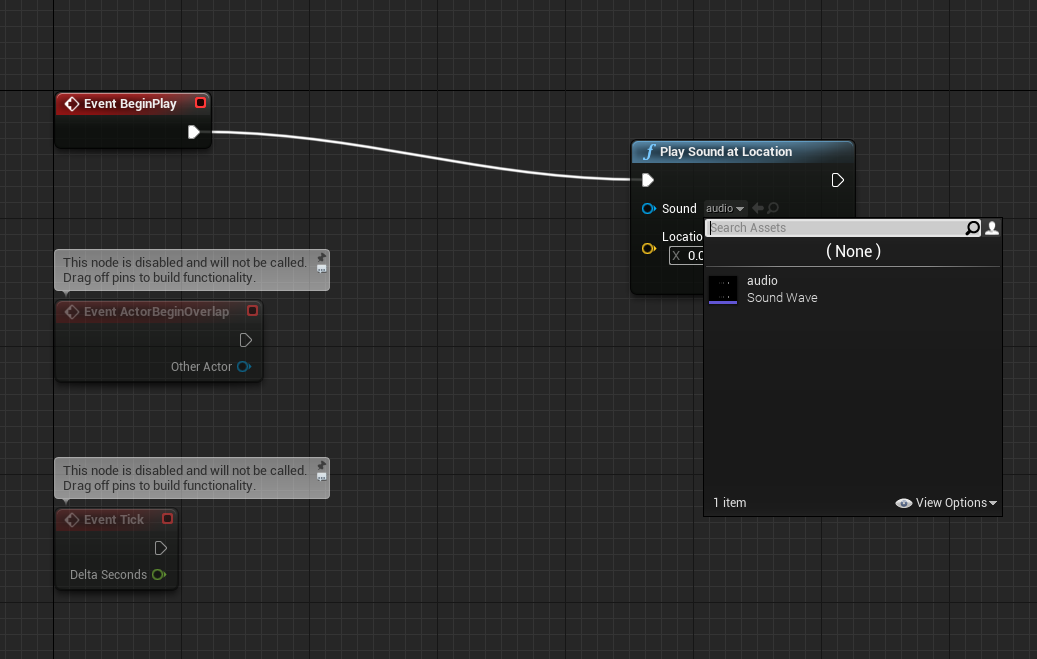 Event BeginPlay
Play Sound at Location
Sound
audio
Locatio
X
0.0
Search Assets
( None )
audio
Sound Wave
1 item
View Options
This node is disabled and will not be called.
Drag off pins to build functionality.
Event ActorBeginOverlap
Other Actor
This node is disabled and will not be called.
Drag off pins to build functionality.
Event Tick
Delta Seconds